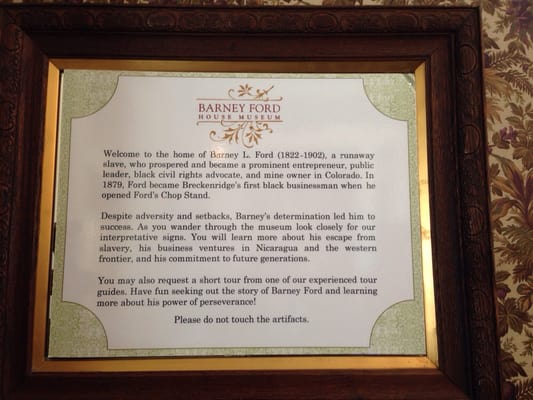 BARNEY FORD
HOUSE MUSEUM
Welcome to the home of Barney L. Ford (1822-1902), a runaway
slave, who prospered and became a prominent entrepreneur, public
leader, black civil rights advocate, and mine owner in Colorado. In
1879, Ford became Breckenridge's first black businessman when he
opened Ford's Chop Stand.
Despite adversity and setbacks, Barney's determination led him to
success. As you wander through the museum look closely for our
interpretative signs. You will learn more about his escape from
slavery, his business ventures in Nicaragua and the western
frontier, and his commitment to future generations.
You may also request a short tour from one of our experienced tour
guides. Have fun seeking out the story of Barney Ford and learning
more about his power of perseverance!
Please do not touch the artifacts.